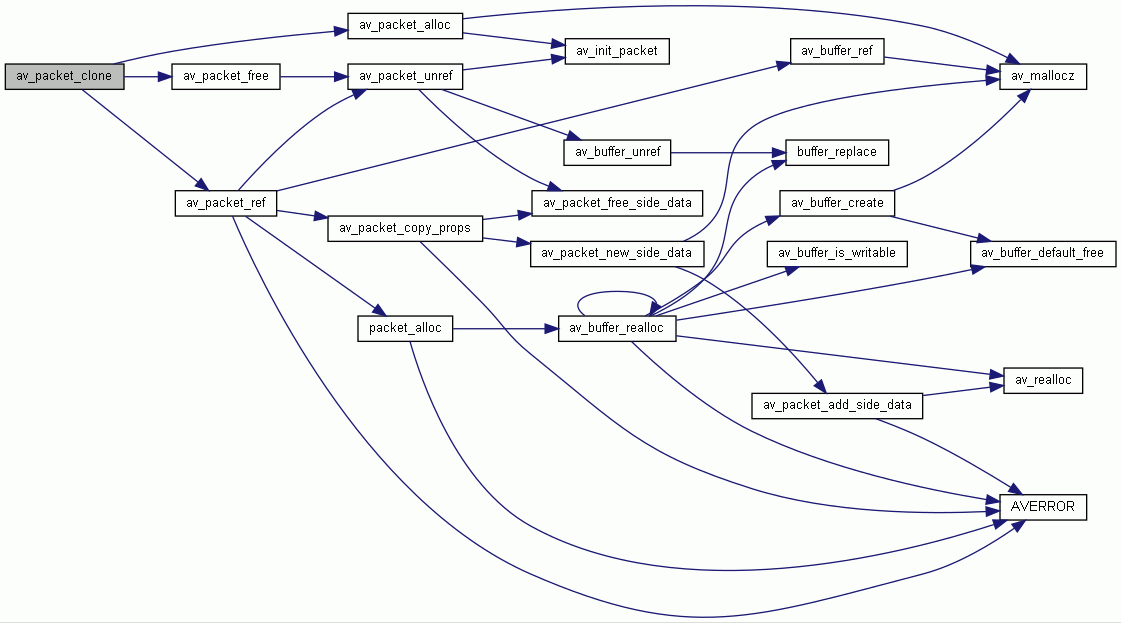 av_packet_alloc
av_init_packet
av_buffer_ref
av_packet_clone
av_packet_free
av_packet_unref
av_mallocz
av_buffer_unref
buffer_replace
av_packet_ref
av_packet_free_side_data
av_buffer_create
av_packet_copy_props
av_packet_new_side_data
av_buffer_is_writable
av_buffer_default_free
packet_alloc
av_buffer_realloc
av_realloc
av_packet_add_side_data
AVERROR